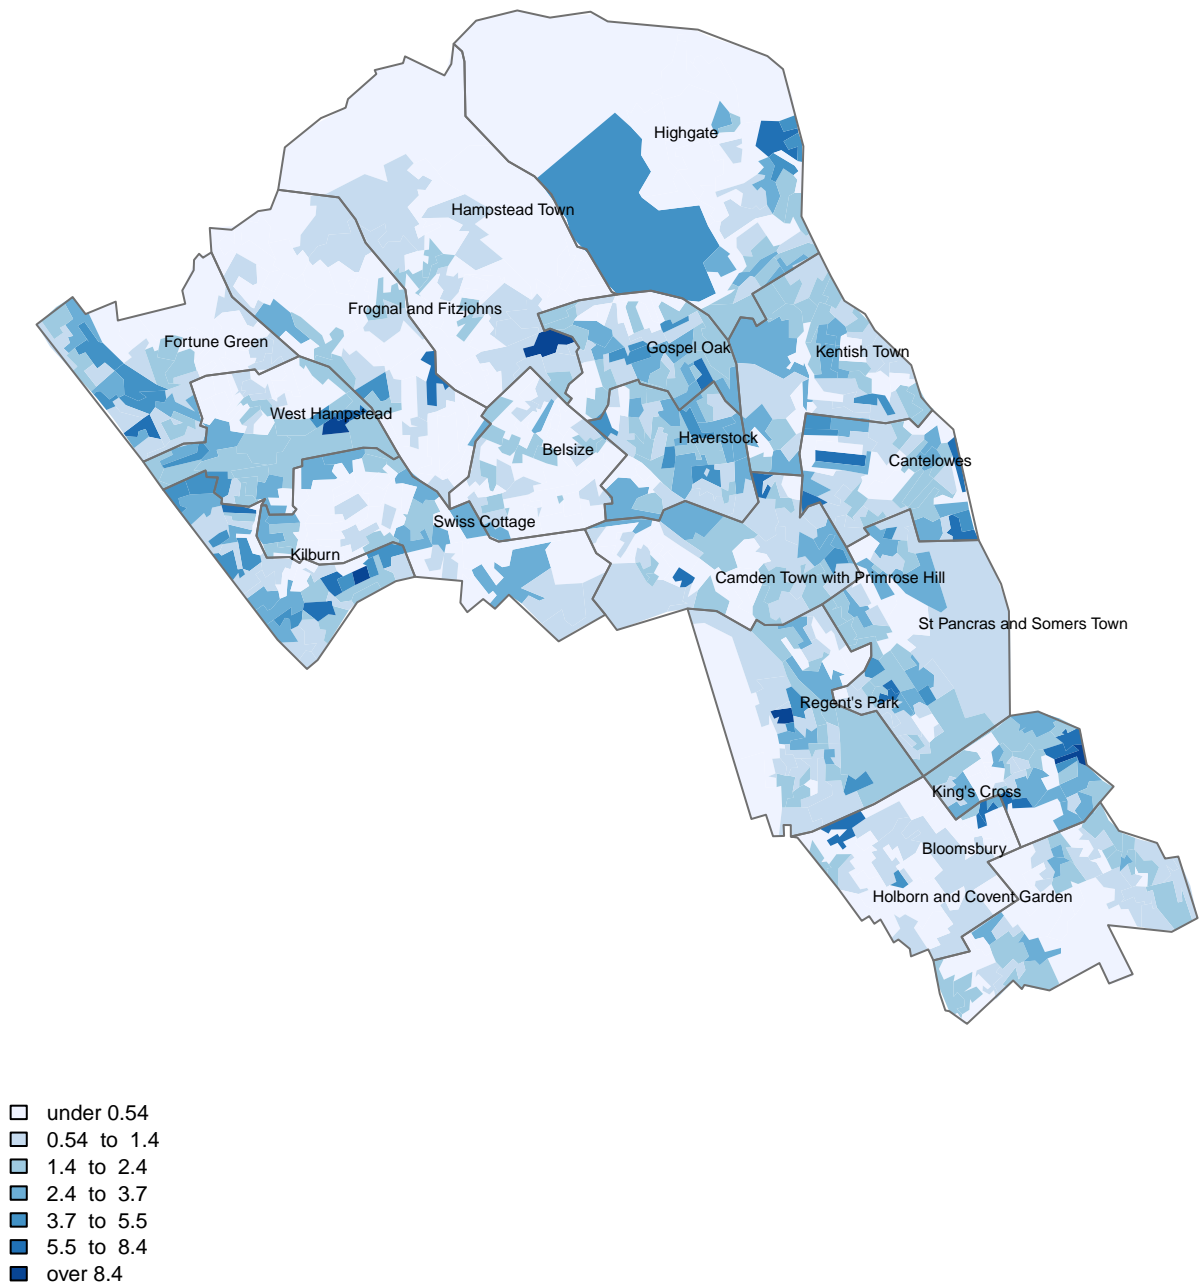 Highgate
Hampstead Town
Frognal and Fitzjohns
Fortune Green
Gospel Oak
Kentish Town
West Hampstead
Haverstock
Belsize
Cantelowes
Swiss Cottage
Kilburn
Camden Town with Primrose Hill
St Pancras and Somers Town
Regent's Park
King's Cross
Bloomsbury
Holborn and Covent Garden
under 0.54
0.54 to 1.4
1.4 to 2.4
2.4 to 3.7
3.7 to 5.5
5.5 to 8.4
over 8.4